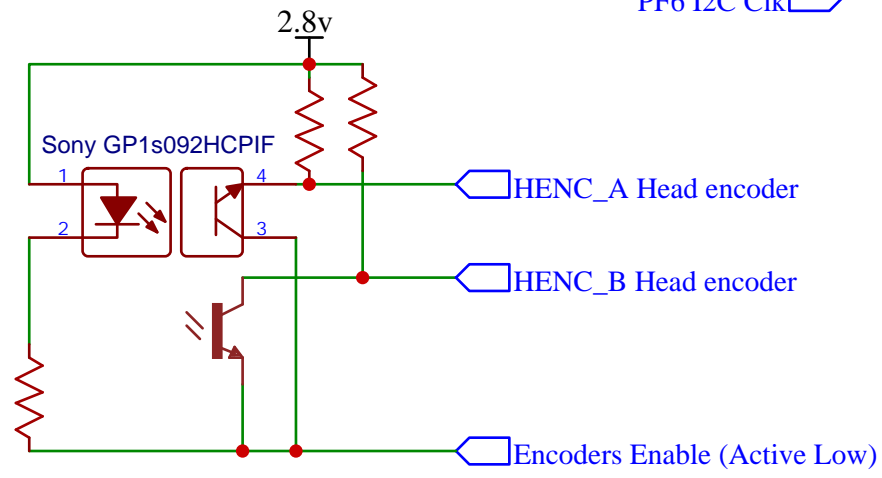 PF6 I2C Clk
2.8v
Sony GP1s092HCPIF
1
4
HENC_A Head encoder
2
3
HENC_B Head encoder
Encoders Enable (Active Low)